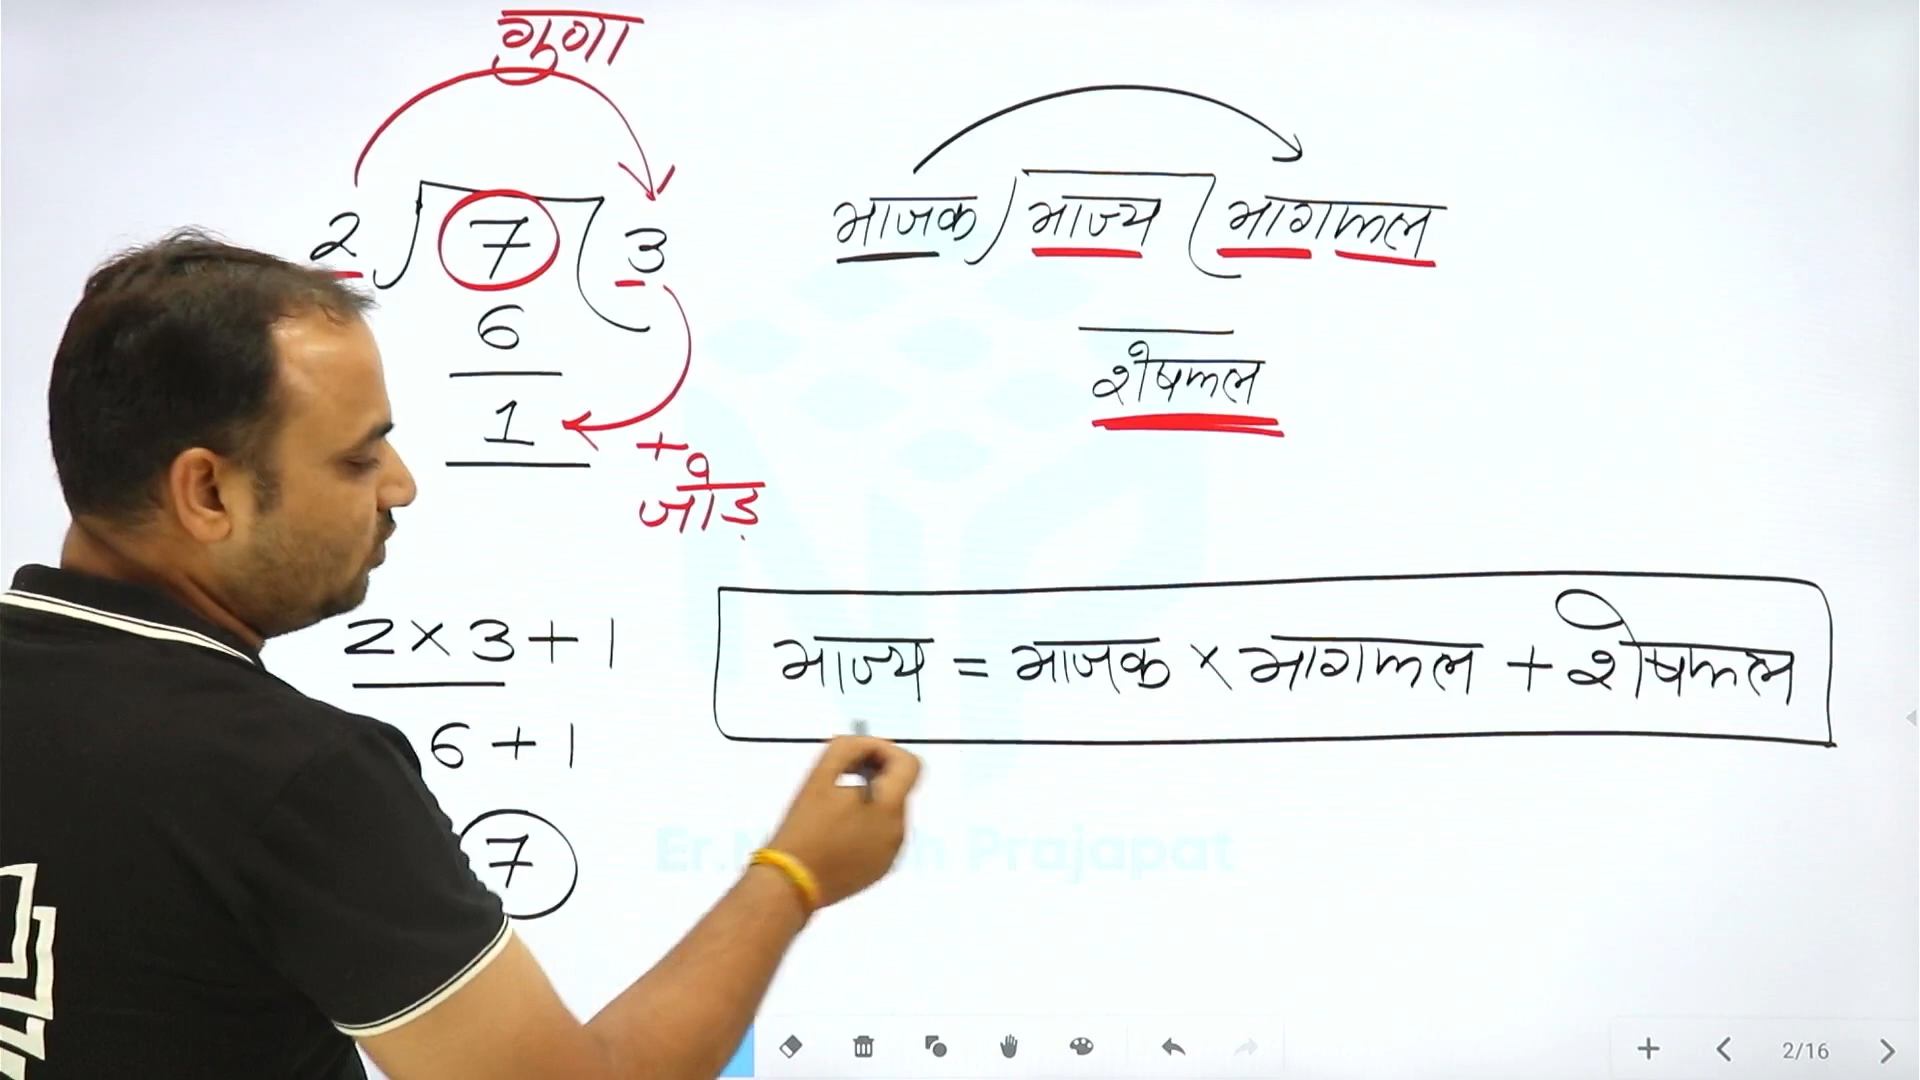 गुणा
2 7 3
6
1
+
जोड़
2 × 3 + 1
6 + 1
7
भाजक भाज्य भागफल
शेषफल
भाज्य = भाजक × भागफल + शेषफल
Prajapat
2/16